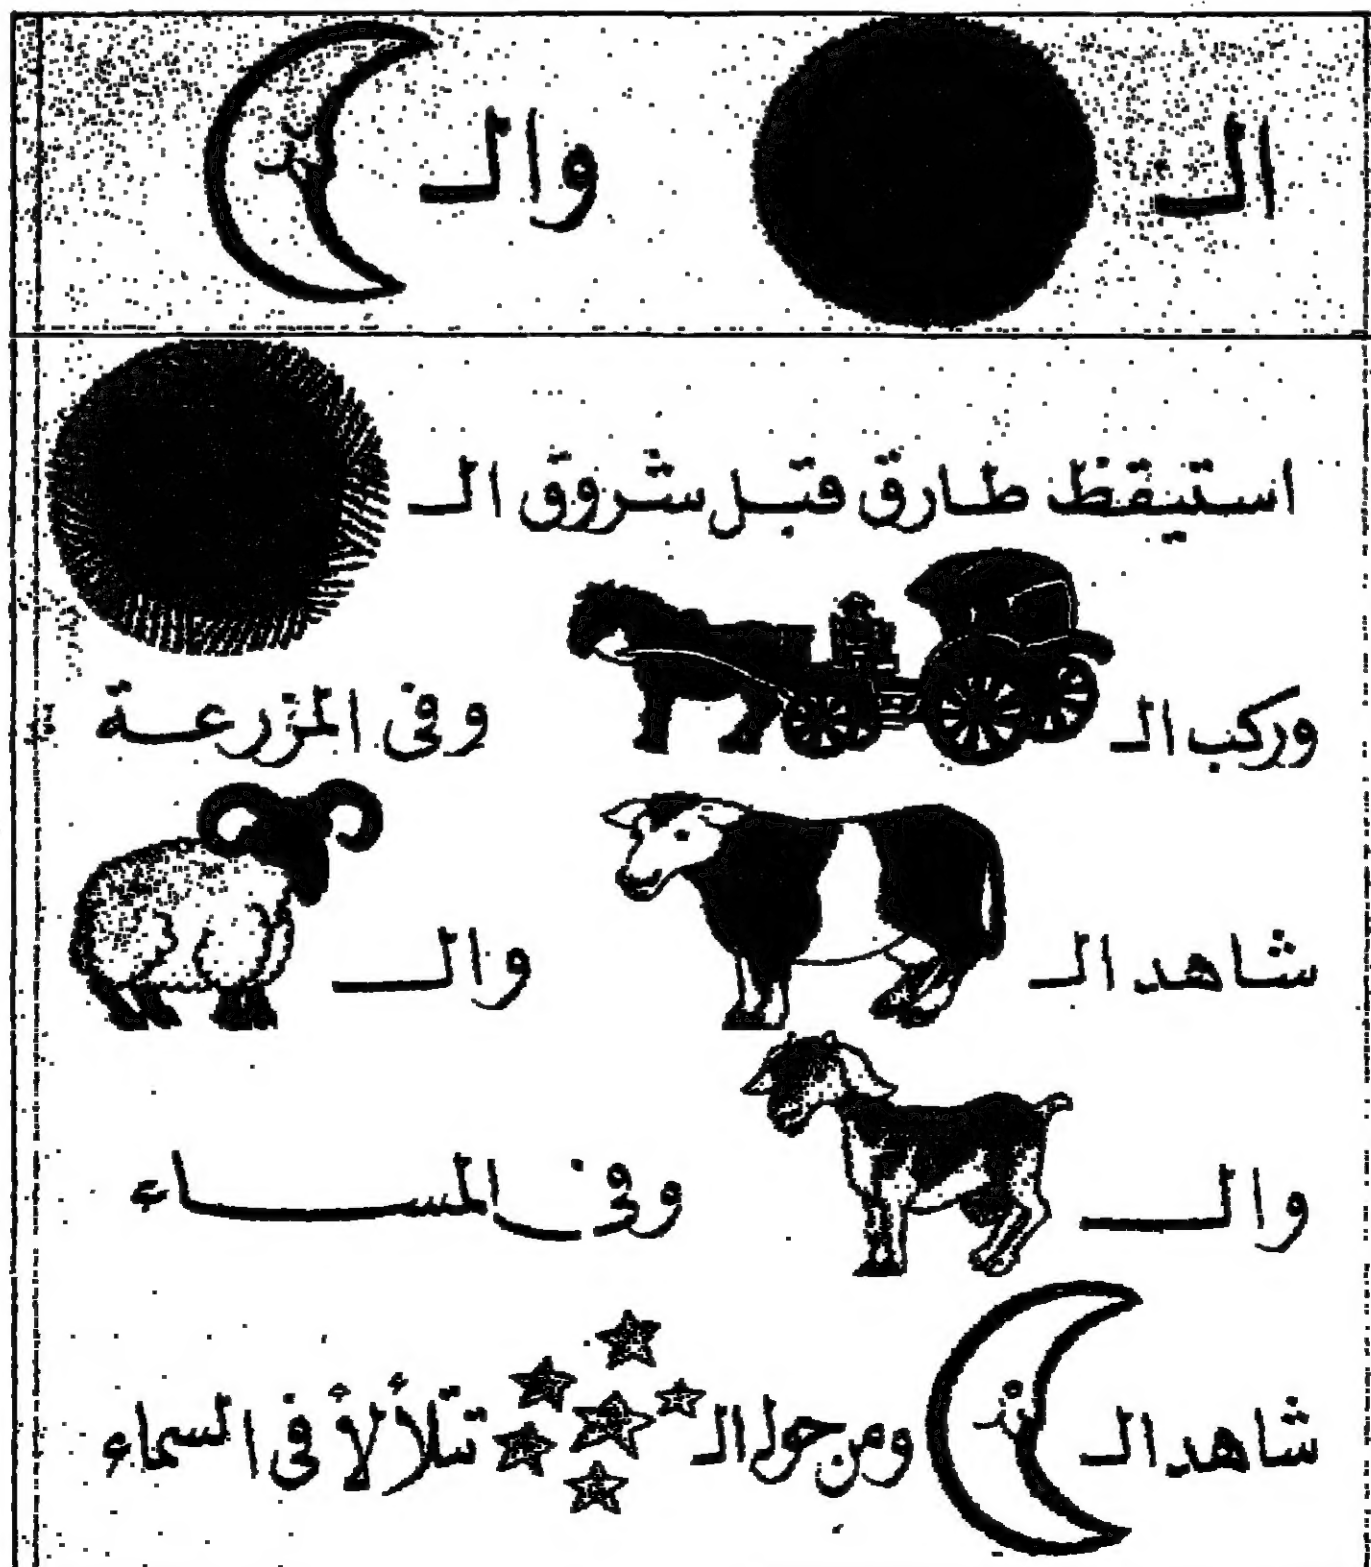 الـ والـ
استيقظ طارق قبل شروق الـ
وركب الـ وفى المزرعة
شاهد الـ والـ
والـ وفى المساء
شاهد الـ ومن حول الـ تتلألأ فى السماء